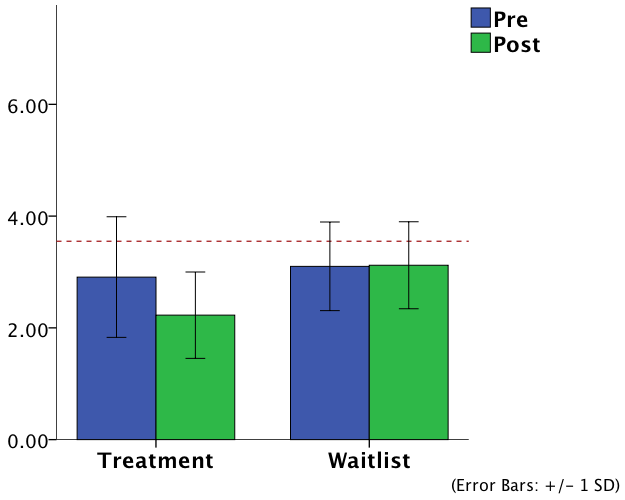 Pre
Post
6.00
4.00
2.00
0.00
Treatment Waitlist
(Error Bars: +/- 1 SD)